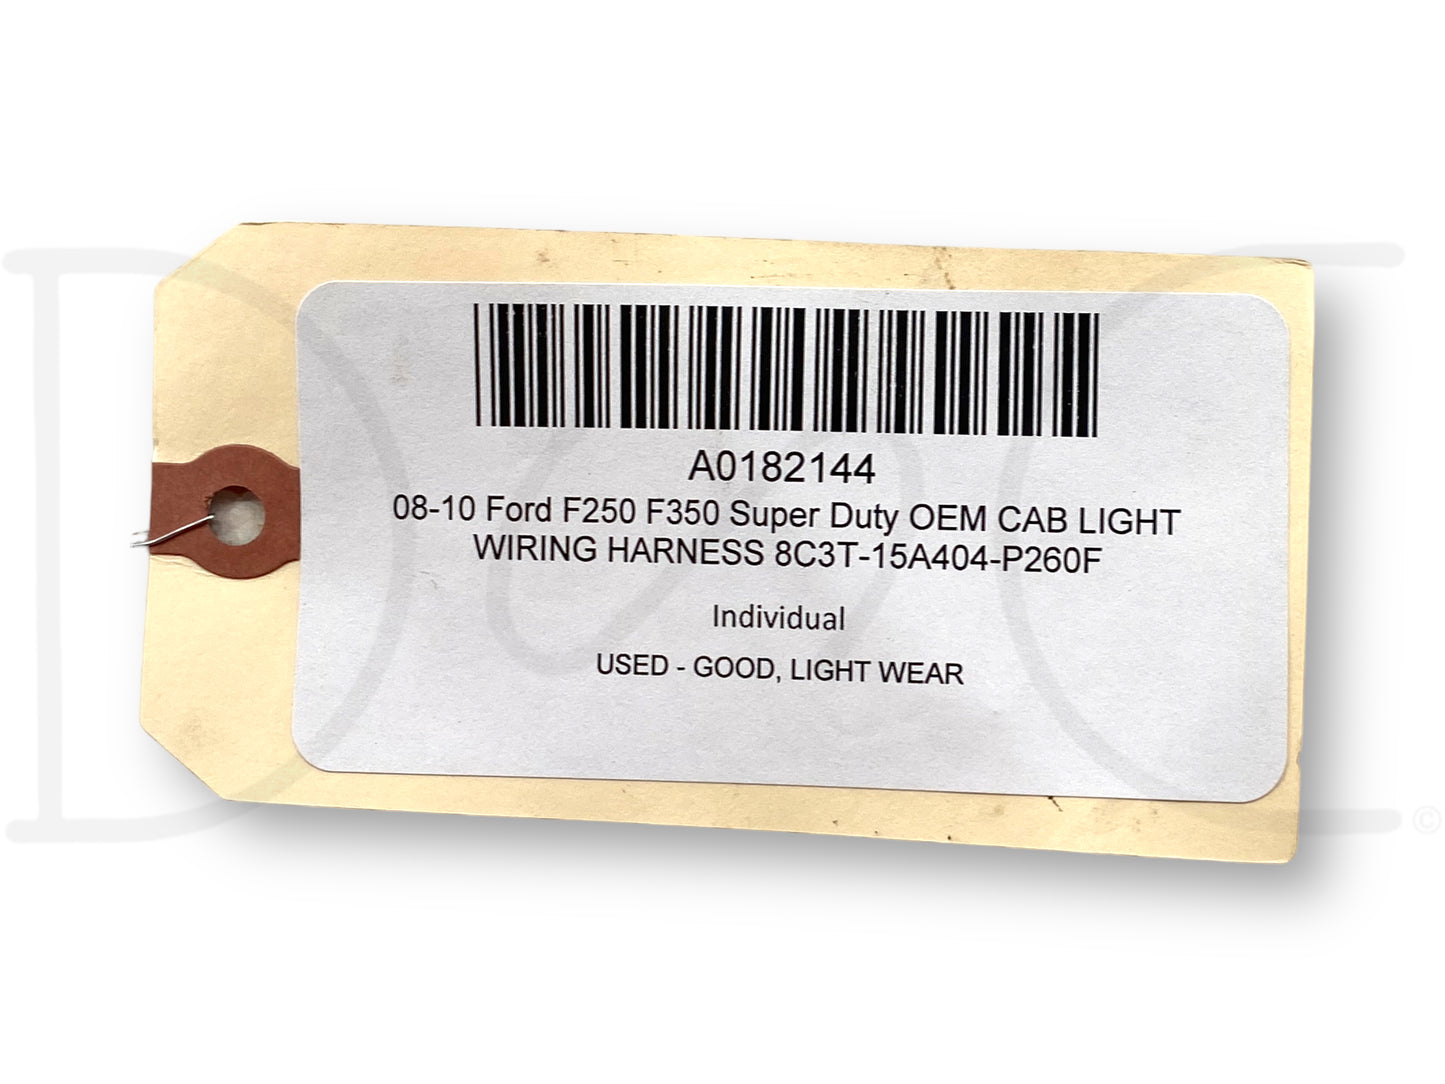 A0182144
08-10 Ford F250 F350 Super Duty OEM CAB LIGHT
WIRING HARNESS 8C3T-15A404-P260F
Individual
USED - GOOD, LIGHT WEAR
©